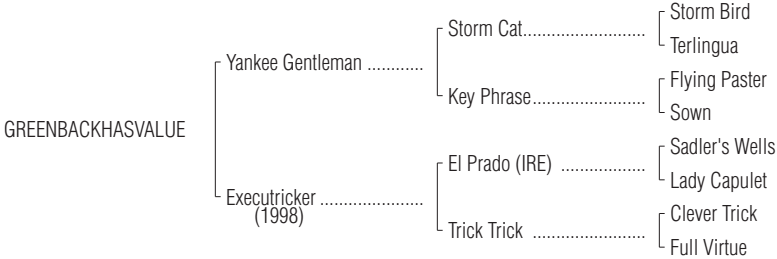 Storm Bird
Storm Cat..........................
Terlingua
Yankee Gentleman ............
Flying Paster
Key Phrase........................
Sown
GREENBACKHASVALUE
Sadler's Wells
El Prado (IRE) ..................
Lady Capulet
Executricker ......................
(1998)
Clever Trick
Trick Trick ........................
Full Virtue